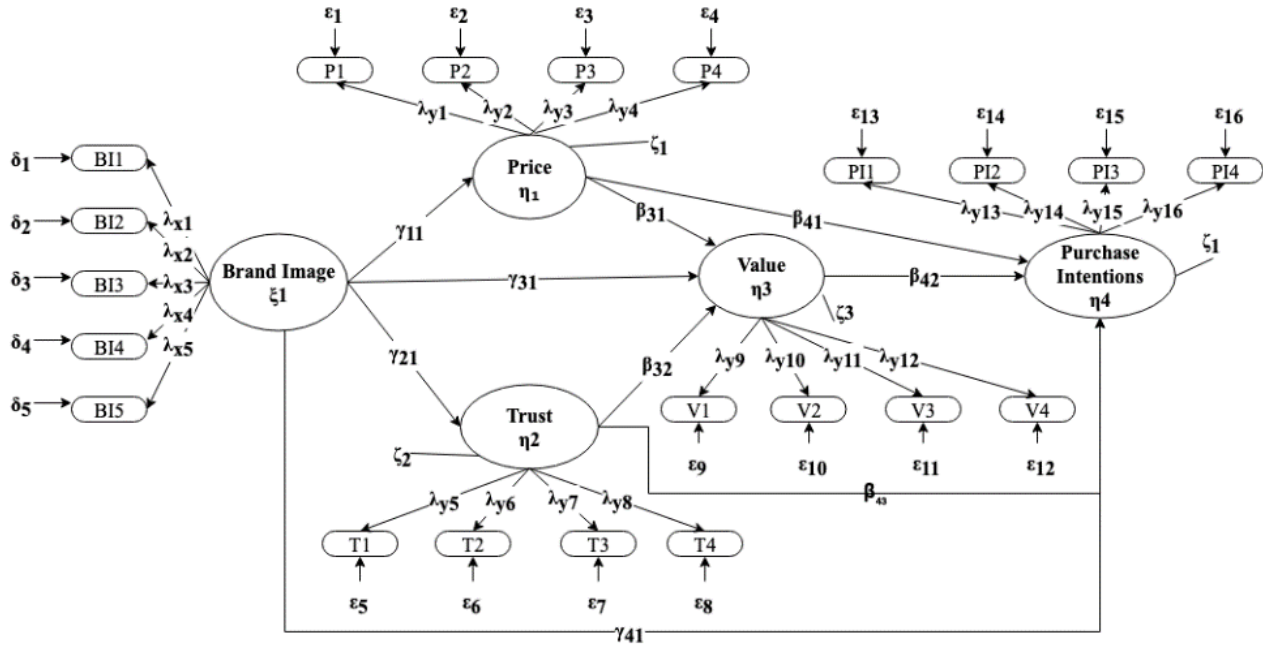 ε1 ε2 ε3 ε4
P1 P2 P3 P4
λy1 λy2 λy3 λy4
ε13 ε14 ε15 ε16
PI1 PI2 PI3 PI4
λy13 λy14 λy15 λy16
Price
η1
ζ1
δ1 BI1
δ2 BI2
δ3 BI3
δ4 BI4
δ5 BI5
λx1
λx2
λx3
λx4
λx5
Brand Image
ξ1
γ11
γ31
γ21
β31
β41
Value
η3
ζ3
β42
Purchase
Intentions
η4
ζ1
β32
Trust
η2
ζ2
λy9 λy10 λy11 λy12
V1 V2 V3 V4
ε9 ε10 ε11 ε12
β43
λy5 λy6 λy7 λy8
T1 T2 T3 T4
ε5 ε6 ε7 ε8
γ41